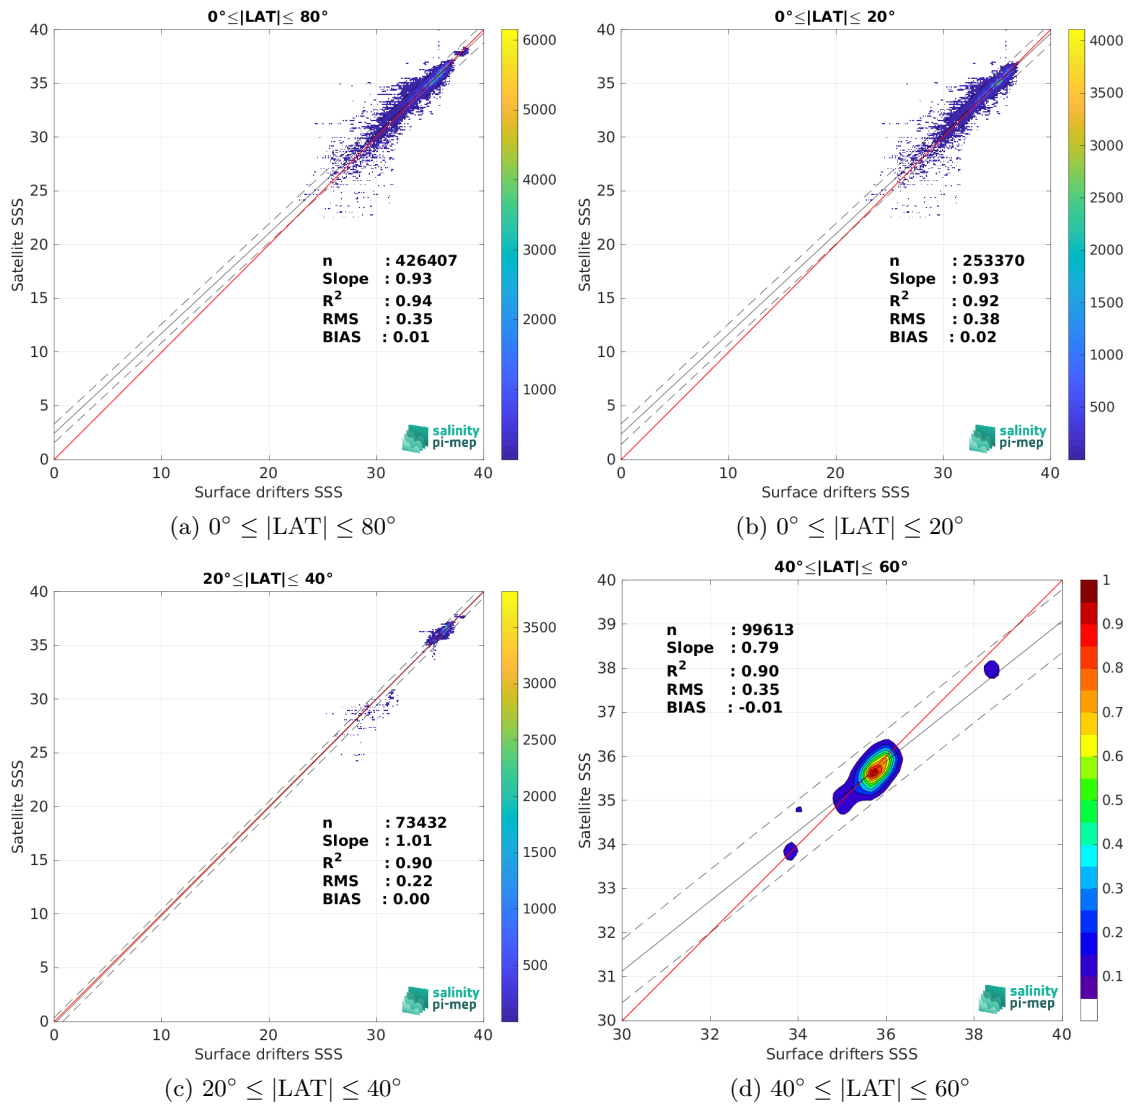 0°≤|LAT|≤ 80°
Satellite SSS
40
35
30
25
20
15
10
5
0
0 10 20 30 40
Surface drifters SSS
n : 426407
Slope : 0.93
R² : 0.94
RMS : 0.35
BIAS : 0.01
salinity
pi-mep
6000
5000
4000
3000
2000
1000
(a) 0° ≤ |LAT| ≤ 80°
0°≤|LAT|≤ 20°
Satellite SSS
40
35
30
25
20
15
10
5
0
0 10 20 30 40
Surface drifters SSS
n : 253370
Slope : 0.93
R² : 0.92
RMS : 0.38
BIAS : 0.02
salinity
pi-mep
4000
3500
3000
2500
2000
1500
1000
500
(b) 0° ≤ |LAT| ≤ 20°
20°≤|LAT|≤ 40°
Satellite SSS
40
35
30
25
20
15
10
5
0
0 10 20 30 40
Surface drifters SSS
n : 73432
Slope : 1.01
R² : 0.90
RMS : 0.22
BIAS : 0.00
salinity
pi-mep
3500
3000
2500
2000
1500
1000
500
(c) 20° ≤ |LAT| ≤ 40°
40°≤|LAT|≤ 60°
Satellite SSS
40
39
38
37
36
35
34
33
32
31
30
30 32 34 36 38 40
Surface drifters SSS
n : 99613
Slope : 0.79
R² : 0.90
RMS : 0.35
BIAS : -0.01
salinity
pi-mep
1
0.9
0.8
0.7
0.6
0.5
0.4
0.3
0.2
0.1
(d) 40° ≤ |LAT| ≤ 60°